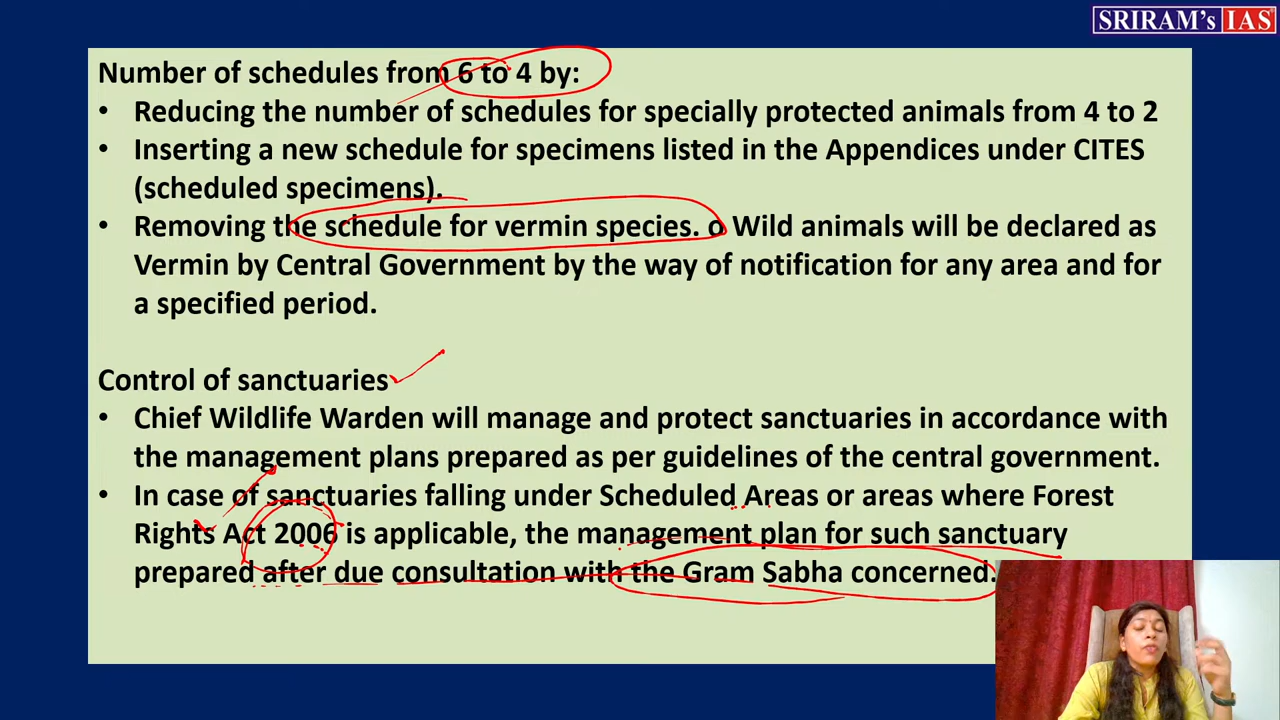 SRIRAM's IAS
Number of schedules from 6 to 4 by:
• Reducing the number of schedules for specially protected animals from 4 to 2
• Inserting a new schedule for specimens listed in the Appendices under CITES
(scheduled specimens).
• Removing the schedule for vermin species. o Wild animals will be declared as
Vermin by Central Government by the way of notification for any area and for
a specified period.
Control of sanctuaries
• Chief Wildlife Warden will manage and protect sanctuaries in accordance with
the management plans prepared as per guidelines of the central government.
• In case of sanctuaries falling under Scheduled Areas or areas where Forest
Rights Act 2006 is applicable, the management plan for such sanctuary
prepared after due consultation with the Gram Sabha concerned.